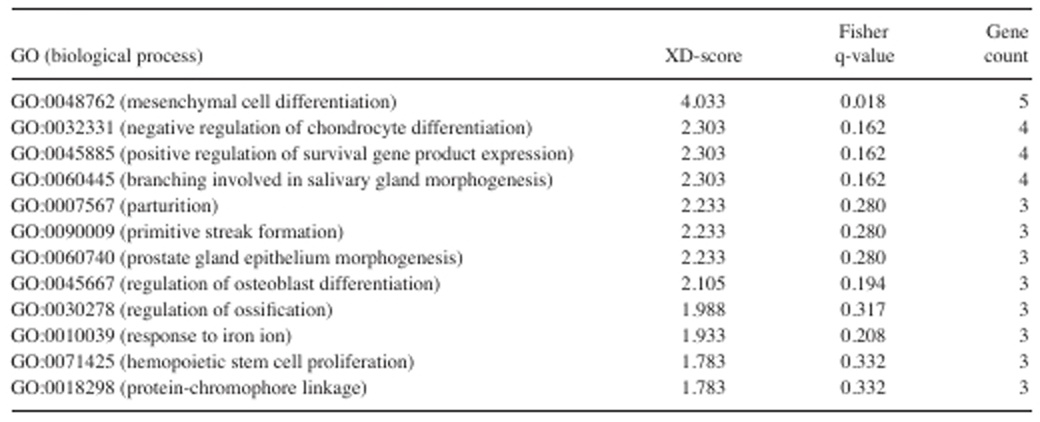 Fisher Gene
GO (biological process) XD-score q-value count
GO:0048762 (mesenchymal cell differentiation) 4.033 0.018 5
GO:0032331 (negative regulation of chondrocyte differentiation) 2.303 0.162 4
GO:0045885 (positive regulation of survival gene product expression) 2.303 0.162 4
GO:0060445 (branching involved in salivary gland morphogenesis) 2.303 0.162 4
GO:0007567 (parturition) 2.233 0.280 3
GO:0090009 (primitive streak formation) 2.233 0.280 3
GO:0060740 (prostate gland epithelium morphogenesis) 2.233 0.280 3
GO:0045667 (regulation of osteoblast differentiation) 2.105 0.194 3
GO:0030278 (regulation of ossification) 1.988 0.317 3
GO:0010039 (response to iron ion) 1.933 0.208 3
GO:0071425 (hemopoietic stem cell proliferation) 1.783 0.332 3
GO:0018298 (protein-chromophore linkage) 1.783 0.332 3